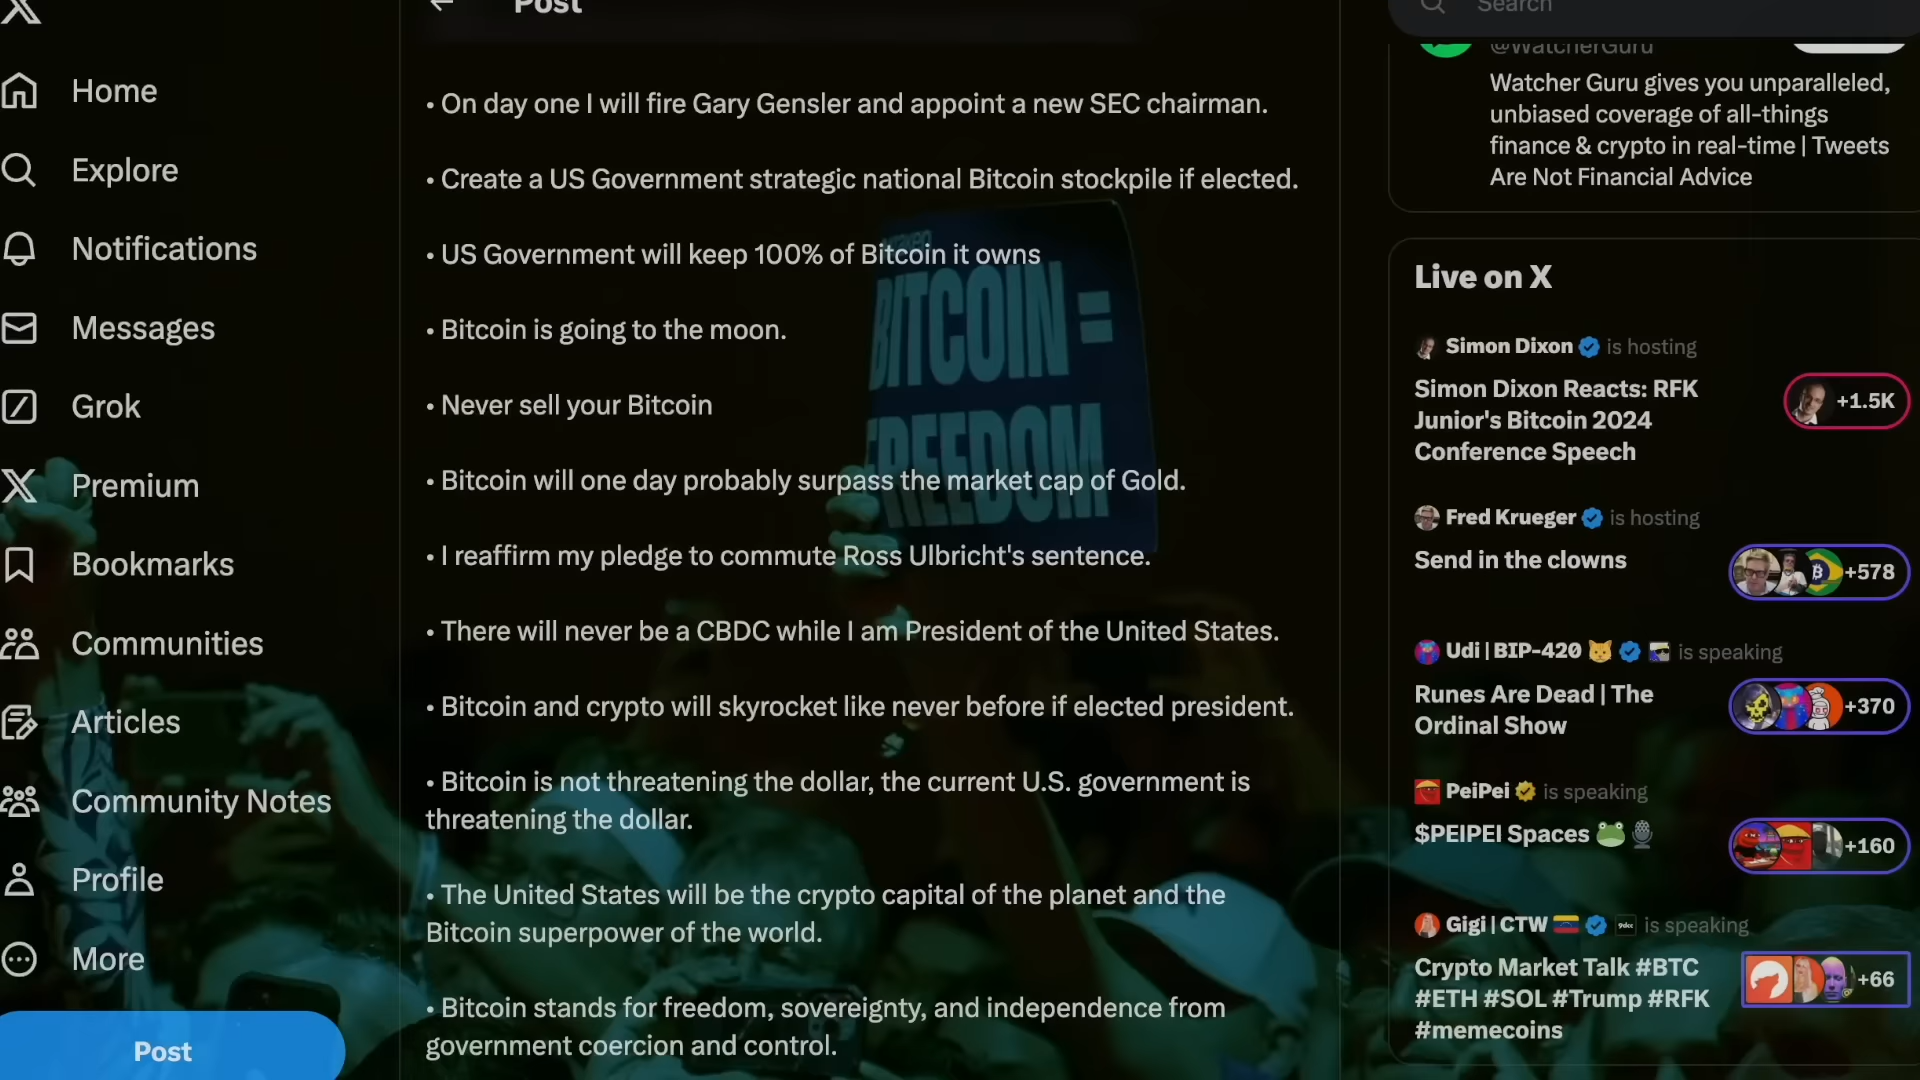 Post
Search
Home
Explore
Notifications
Messages
Grok
Premium
Bookmarks
Communities
Articles
Community Notes
Profile
More
Post
• On day one I will fire Gary Gensler and appoint a new SEC chairman.
• Create a US Government strategic national Bitcoin stockpile if elected.
• US Government will keep 100% of Bitcoin it owns
• Bitcoin is going to the moon.
• Never sell your Bitcoin
• Bitcoin will one day probably surpass the market cap of Gold.
• I reaffirm my pledge to commute Ross Ulbricht's sentence.
• There will never be a CBDC while I am President of the United States.
• Bitcoin and crypto will skyrocket like never before if elected president.
• Bitcoin is not threatening the dollar, the current U.S. government is
threatening the dollar.
• The United States will be the crypto capital of the planet and the
Bitcoin superpower of the world.
• Bitcoin stands for freedom, sovereignty, and independence from
government coercion and control.
BITCOIN =
FREEDOM
@WatcherGuru
Watcher Guru gives you unparalleled,
unbiased coverage of all-things
finance & crypto in real-time | Tweets
Are Not Financial Advice
Live on X
Simon Dixon is hosting
Simon Dixon Reacts: RFK
Junior's Bitcoin 2024
Conference Speech
+1.5K
Fred Krueger is hosting
Send in the clowns
+578
Udi | BIP-420 🐱 is speaking
Runes Are Dead | The
Ordinal Show
+370
PeiPei is speaking
$PEIPEI Spaces 🐸🎙️
+160
Gigi | CTW 🇻🇪 is speaking
Crypto Market Talk #BTC
#ETH #SOL #Trump #RFK
#memecoins
+66